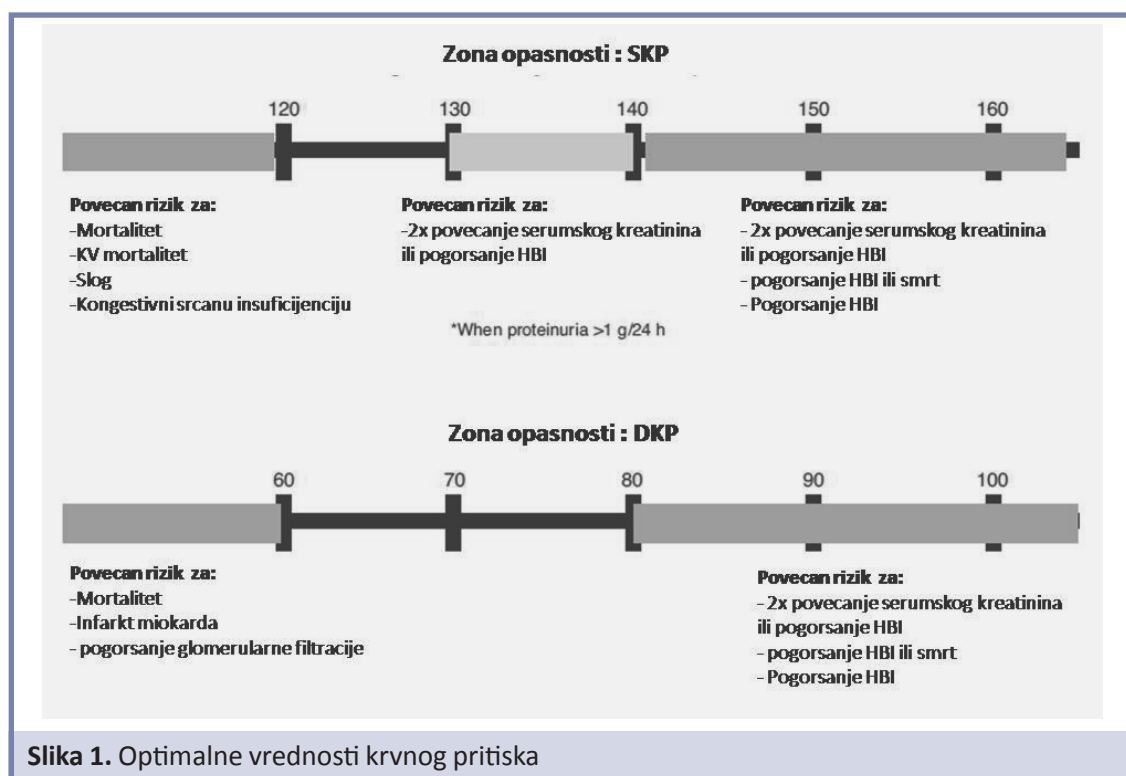 Zona opasnosti : SKP
120 130 140 150 160
Povecan rizik za:
-Mortalitet
-KV mortalitet
-Slog
-Kongestivni srcanu insuficijenciju
Povecan rizik za:
-2x povecanje serumskog kreatinina
ili pogorsanje HBI
Povecan rizik za:
- 2x povecanje serumskog kreatinina
ili pogorsanje HBI
- pogorsanje HBI ili smrt
- Pogorsanje HBI
*When proteinuria >1 g/24 h
Zona opasnosti : DKP
60 70 80 90 100
Povecan rizik za:
-Mortalitet
-Infarkt miokarda
- pogorsanje glomerularne filtracije
Povecan rizik za:
- 2x povecanje serumskog kreatinina
ili pogorsanje HBI
- pogorsanje HBI ili smrt
- Pogorsanje HBI
Slika 1. Optimalne vrednosti krvnog pritiska